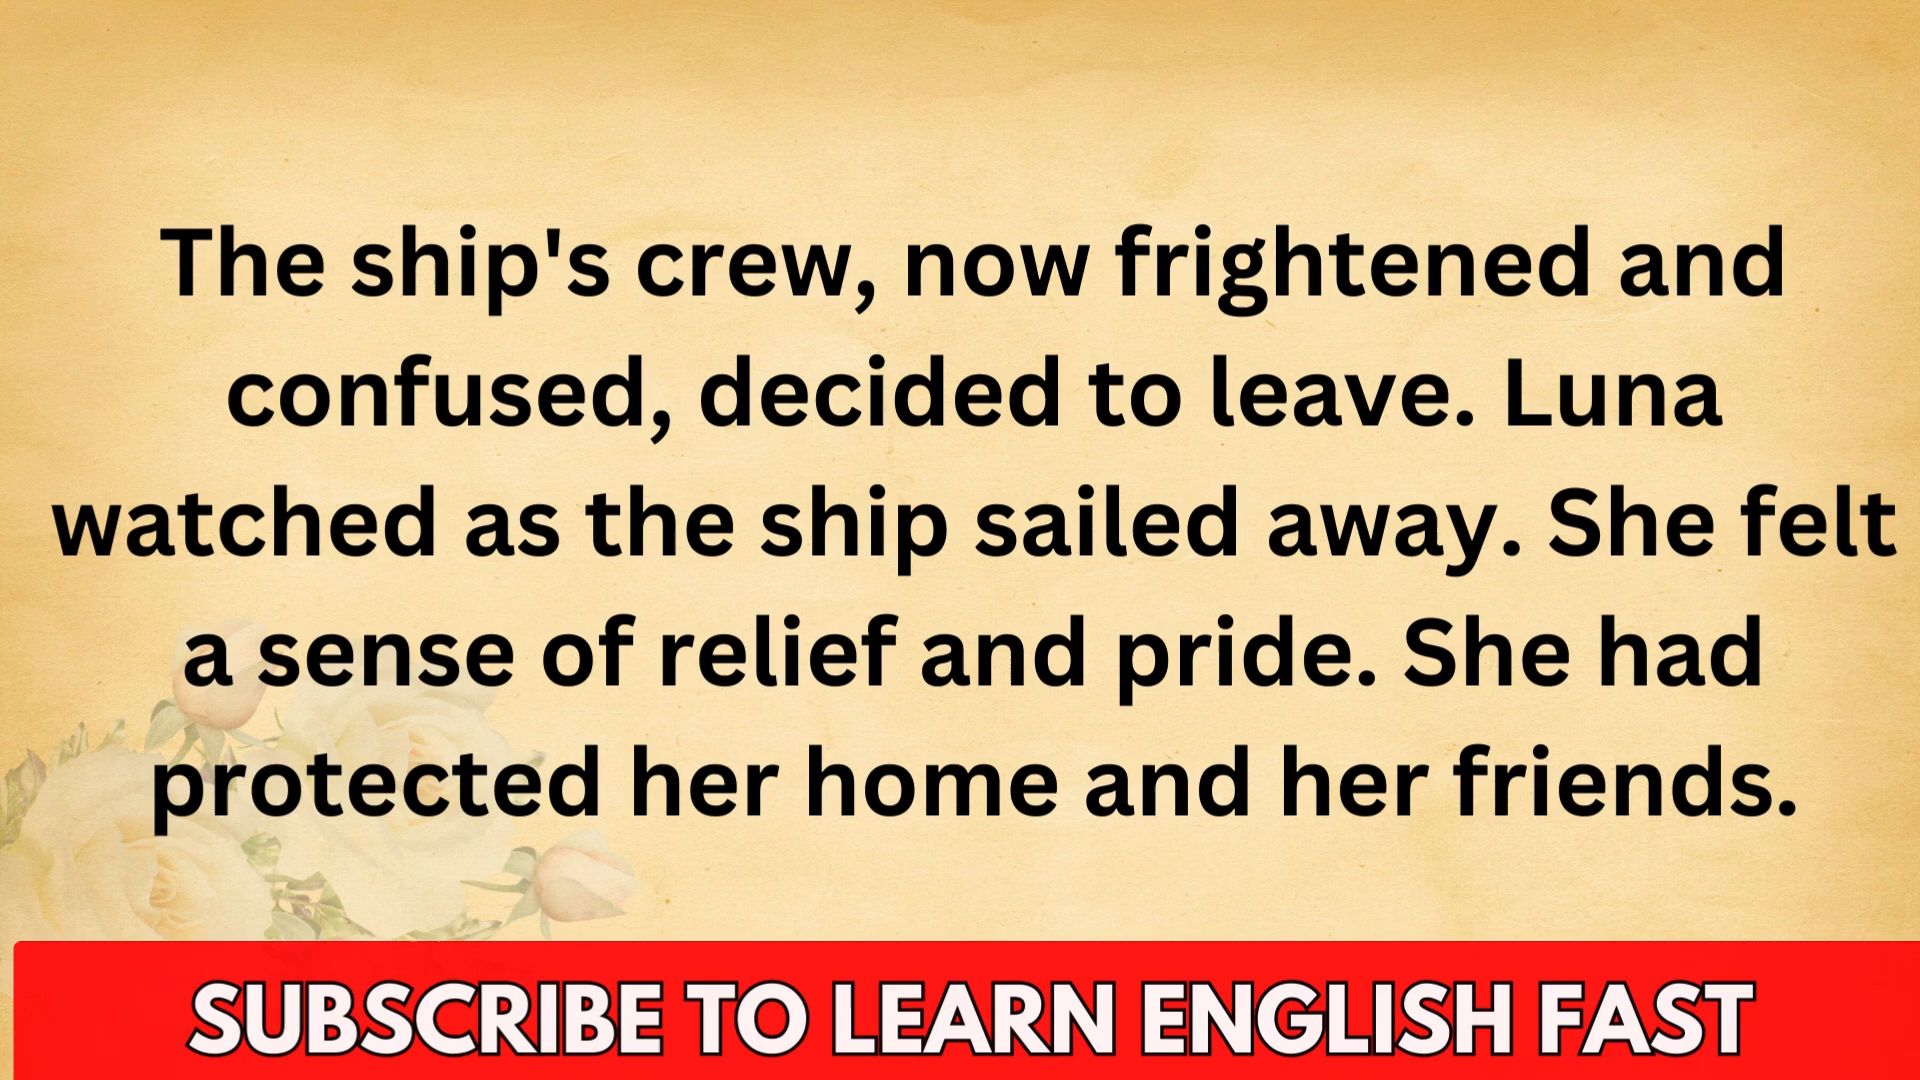 The ship's crew, now frightened and
confused, decided to leave. Luna
watched as the ship sailed away. She felt
a sense of relief and pride. She had
protected her home and her friends.
SUBSCRIBE TO LEARN ENGLISH FAST